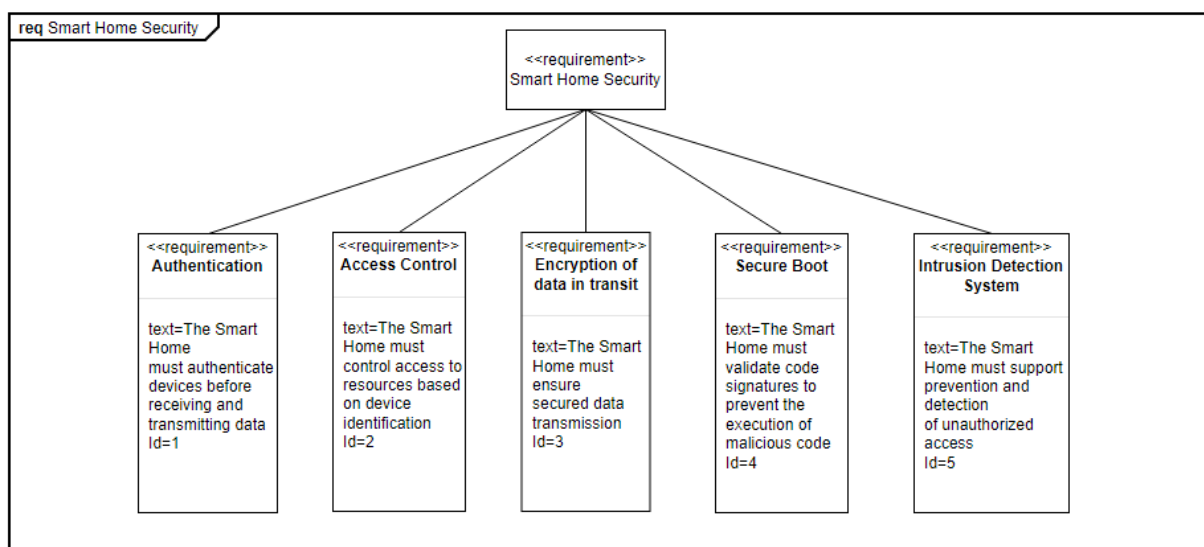 req Smart Home Security
<<requirement>>
Smart Home Security
<<requirement>>
Authentication
text=The Smart
Home
must authenticate
devices before
receiving and
transmitting data
Id=1
<<requirement>>
Access Control
text=The Smart
Home must
control access to
resources based
on device
identification
Id=2
<<requirement>>
Encryption of
data in transit
text=The Smart
Home must
ensure
secured data
transmission
Id=3
<<requirement>>
Secure Boot
text=The Smart
Home must
validate code
signatures to
prevent the
execution of
malicious code
Id=4
<<requirement>>
Intrusion Detection
System
text=The Smart
Home must support
prevention and
detection
of unauthorized
access
Id=5